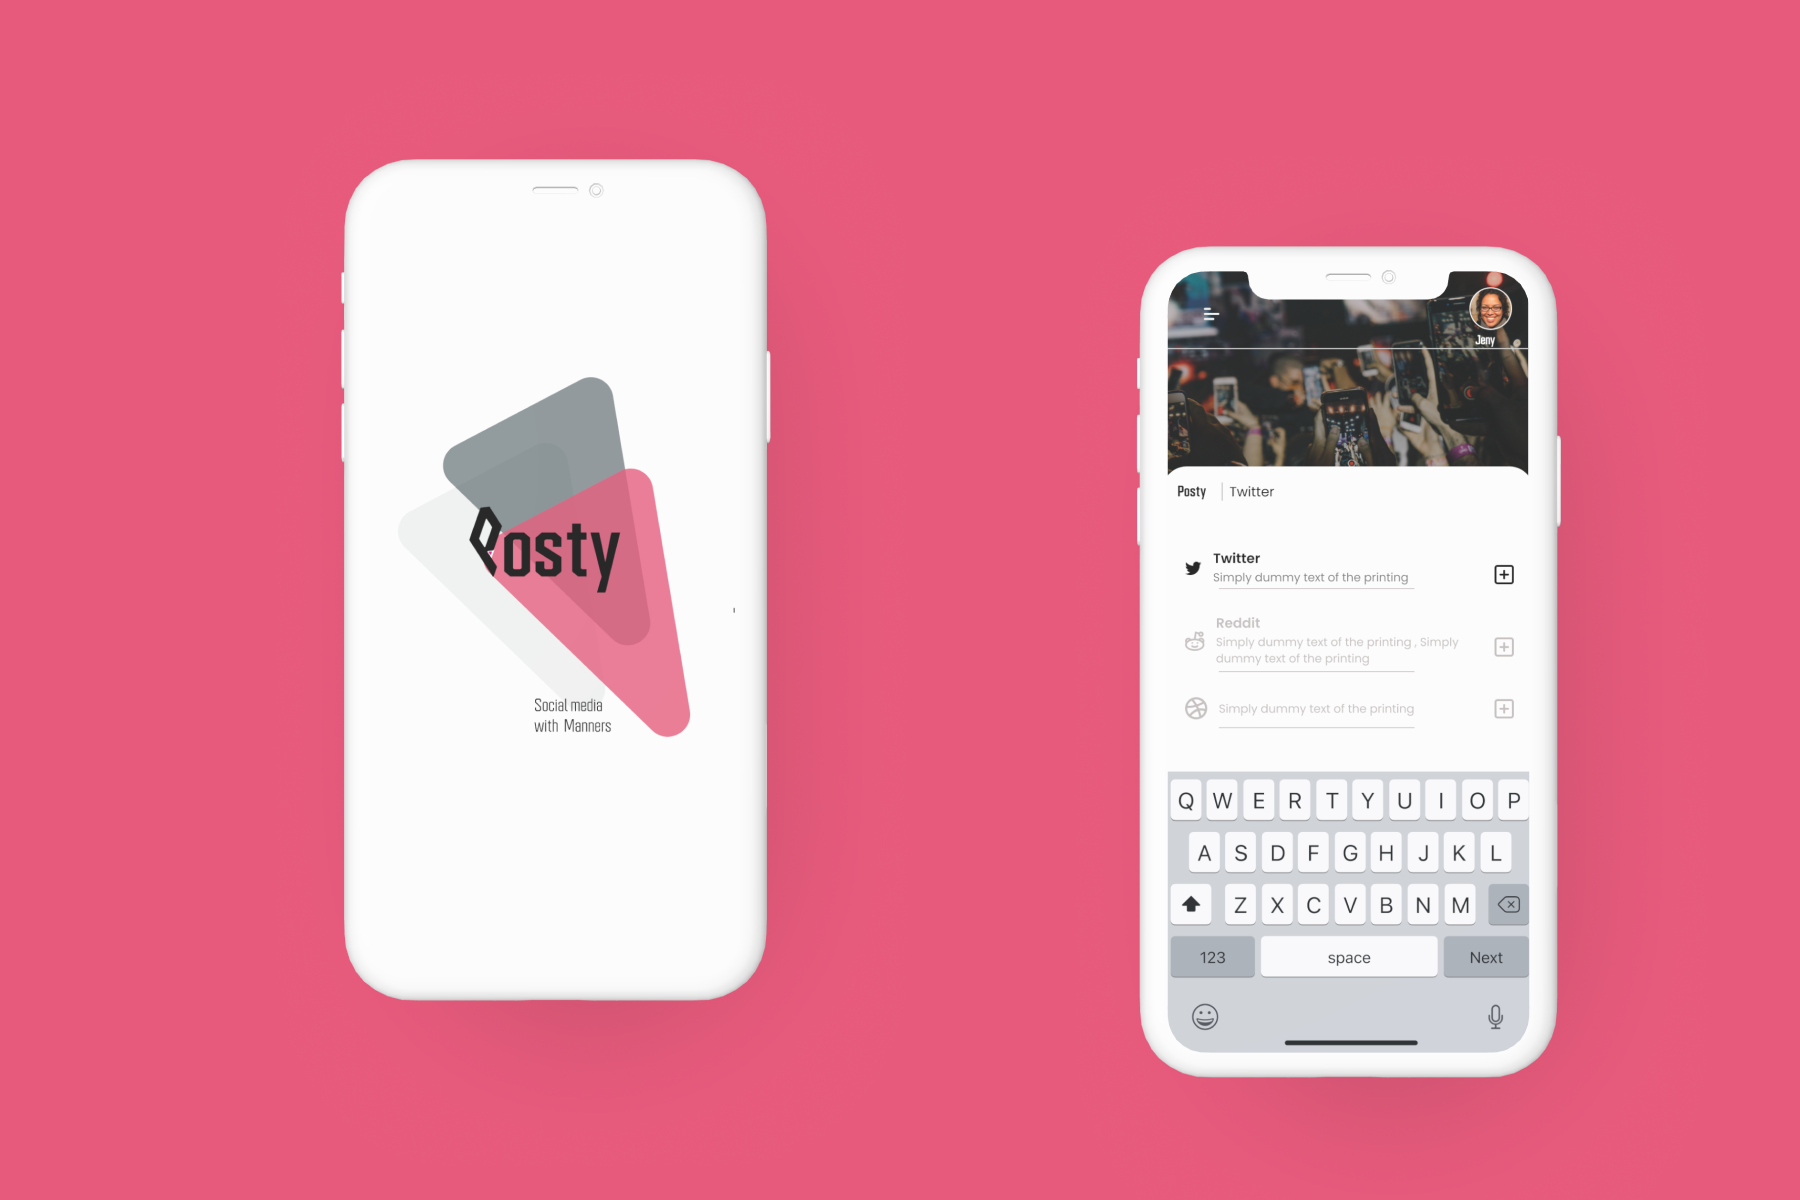 Posty
Social media
with Manners
Jeny
Posty | Twitter
Twitter
Simply dummy text of the printing
Reddit
Simply dummy text of the printing , Simply
dummy text of the printing
Simply dummy text of the printing
Q W E R T Y U I O P
A S D F G H J K L
Z X C V B N M
123 space Next